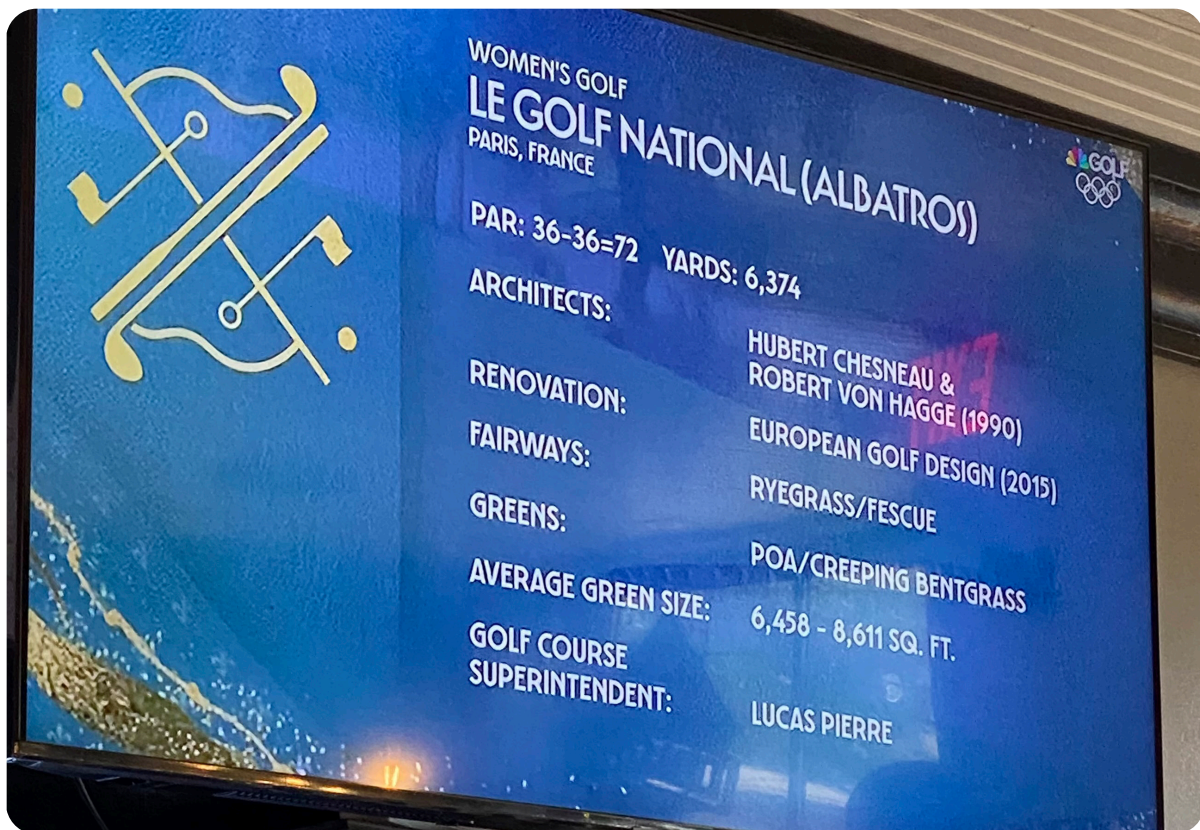 WOMEN'S GOLF
LE GOLF NATIONAL (ALBATROS)
PARIS, FRANCE
GOLF
PAR: 36-36=72 YARDS: 6,374
ARCHITECTS:
HUBERT CHESNEAU &
ROBERT VON HAGGE (1990)
RENOVATION:
EUROPEAN GOLF DESIGN (2015)
FAIRWAYS:
RYEGRASS/FESCUE
GREENS:
POA/CREEPING BENTGRASS
AVERAGE GREEN SIZE:
6,458 - 8,611 SQ. FT.
GOLF COURSE
SUPERINTENDENT:
LUCAS PIERRE